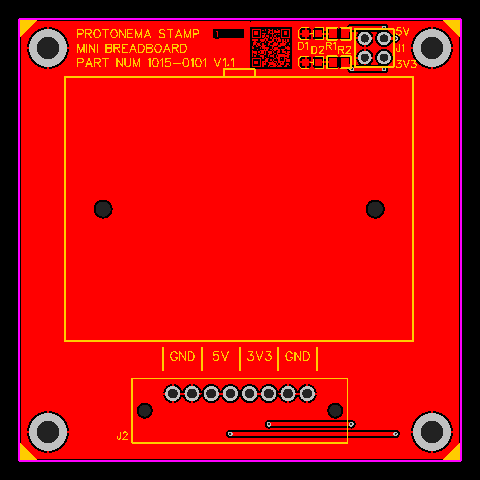 PROTONEMA STAMP
MINI BREADBOARD
PART NUM 1015-0101 V1.1
D1 D2 R1 R2
5V
J1
3V3
GND 5V 3V3 GND
J2